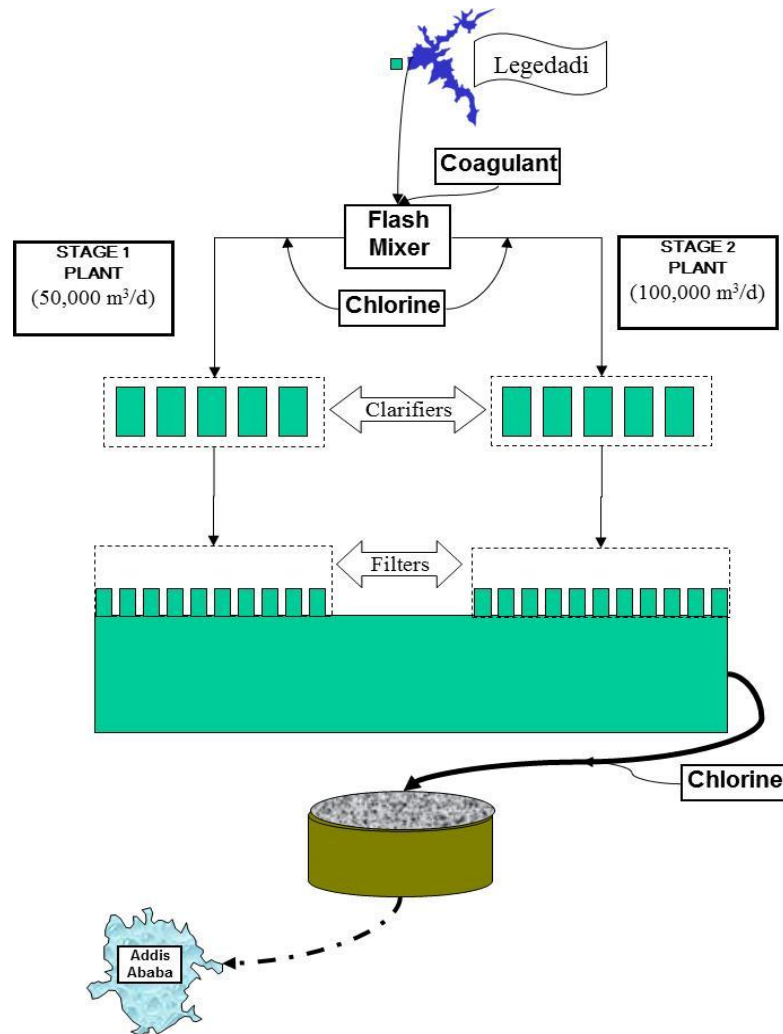 Legedadi
Coagulant
Flash
Mixer
STAGE 1
PLANT
(50,000 m³/d)
STAGE 2
PLANT
(100,000 m³/d)
Chlorine
Clarifiers
Filters
Chlorine
Addis
Ababa